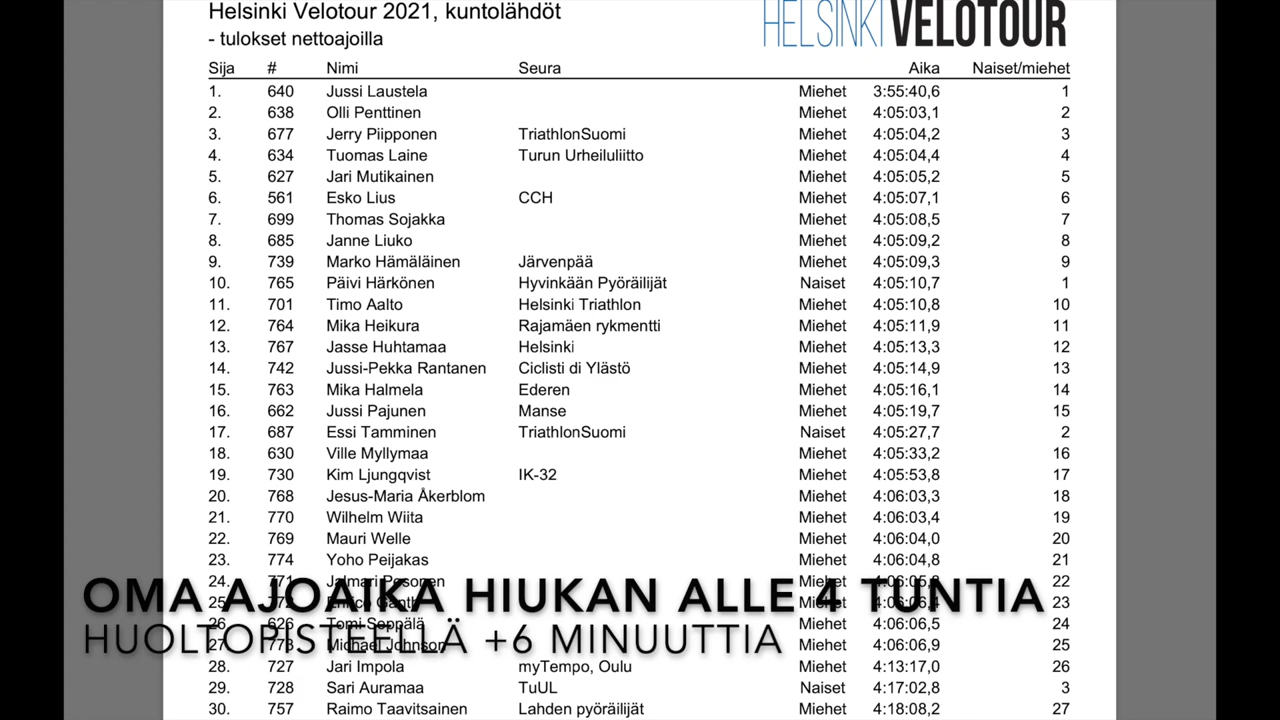 Helsinki Velotour 2021, kuntolähdöt
HELSINKI VELOTOUR
- tulokset nettoajoilla
Sija # Nimi Seura Aika Naiset/miehet
1. 640 Jussi Laustela Miehet 3:55:40,6 1
2. 638 Olli Penttinen Miehet 4:05:03,1 2
3. 677 Jerry Piipponen TriathlonSuomi Miehet 4:05:04,2 3
4. 634 Tuomas Laine Turun Urheiluliitto Miehet 4:05:04,4 4
5. 627 Jari Mutikainen Miehet 4:05:05,2 5
6. 561 Esko Lius CCH Miehet 4:05:07,1 6
7. 699 Thomas Sojakka Miehet 4:05:08,5 7
8. 685 Janne Liuko Miehet 4:05:09,2 8
9. 739 Marko Hämäläinen Järvenpää Miehet 4:05:09,3 9
10. 765 Päivi Härkönen Hyvinkään Pyöräilijät Naiset 4:05:10,7 1
11. 701 Timo Aalto Helsinki Triathlon Miehet 4:05:10,8 10
12. 764 Mika Heikura Rajamäen rykmentti Miehet 4:05:11,9 11
13. 767 Jasse Huhtamaa Helsinki Miehet 4:05:13,3 12
14. 742 Jussi-Pekka Rantanen Ciclisti di Ylästö Miehet 4:05:14,9 13
15. 763 Mika Halmela Ederen Miehet 4:05:16,1 14
16. 662 Jussi Pajunen Manse Miehet 4:05:19,7 15
17. 687 Essi Tamminen TriathlonSuomi Naiset 4:05:27,7 2
18. 630 Ville Myllymaa Miehet 4:05:33,2 16
19. 730 Kim Ljungqvist IK-32 Miehet 4:05:53,8 17
20. 768 Jesus-Maria Åkerblom Miehet 4:06:03,3 18
21. 770 Wilhelm Wiita Miehet 4:06:03,4 19
22. 769 Mauri Welle Miehet 4:06:04,0 20
23. 774 Yoho Peijakas Miehet 4:06:04,8 21
24. 771 Jalmari Posonen Miehet 22
OMA AJOAIKA HIUKAN ALLE 4 TUNTIA
25. 772 Miehet 23
26. 626 Tomi Seppälä Miehet 4:06:06,5 24
HUOLTOPISTEELLÄ +6 MINUUTTIA
27. 773 Michael Johnson Miehet 4:06:06,9 25
28. 727 Jari Impola myTempo, Oulu Miehet 4:13:17,0 26
29. 728 Sari Auramaa TuUL Naiset 4:17:02,8 3
30. 757 Raimo Taavitsainen Lahden pyöräilijät Miehet 4:18:08,2 27